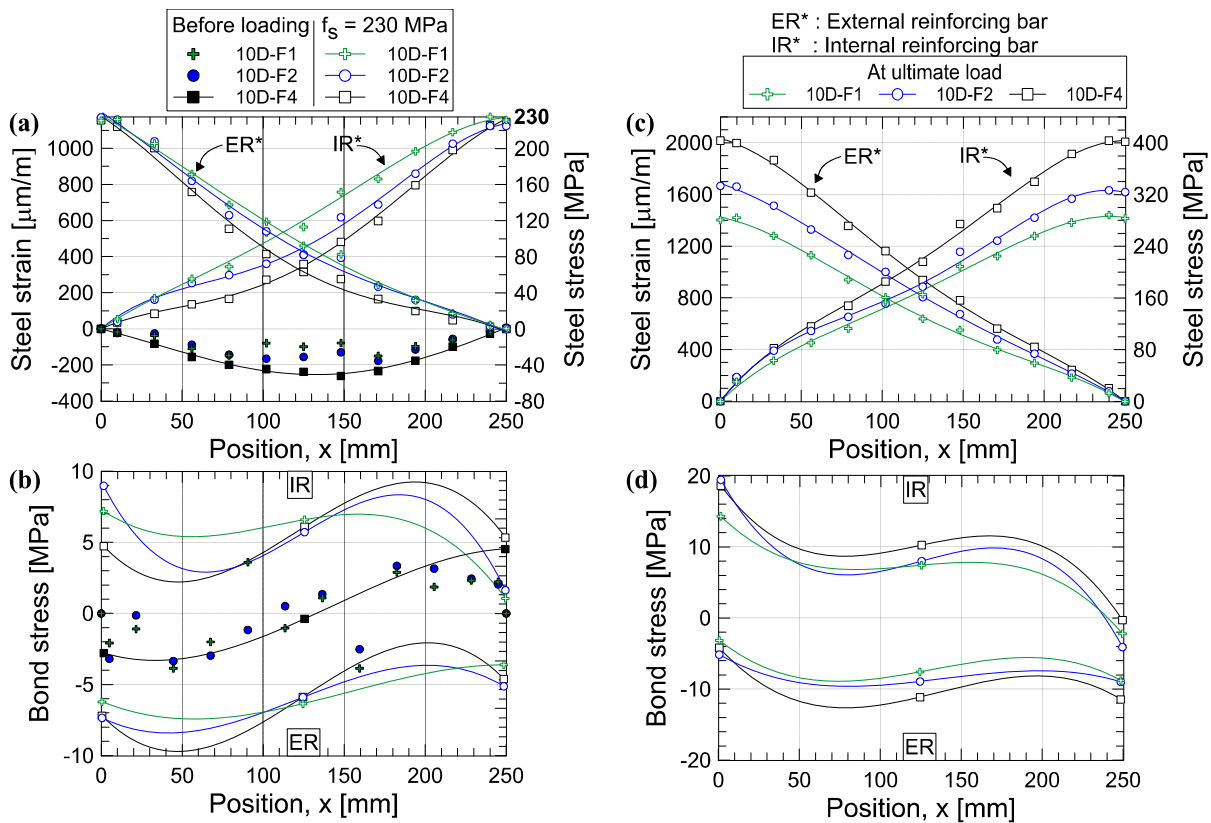 Before loading
fs = 230 MPa
10D-F1
10D-F1
10D-F2
10D-F2
10D-F4
10D-F4
ER* : External reinforcing bar
IR* : Internal reinforcing bar
At ultimate load
10D-F1
10D-F2
10D-F4
(a)
ER*
IR*
Steel strain [μm/m]
1000
800
600
400
200
0
-200
-400
Steel stress [MPa]
230
200
160
120
80
40
0
-40
-80
0 50 100 150 200 250
Position, x [mm]
(c)
ER*
IR*
Steel strain [μm/m]
2000
1600
1200
800
400
0
Steel stress [MPa]
400
320
240
160
80
0
0 50 100 150 200 250
Position, x [mm]
(b)
IR
ER
Bond stress [MPa]
10
5
0
-5
-10
0 50 100 150 200 250
Position, x [mm]
(d)
IR
ER
Bond stress [MPa]
20
10
0
-10
-20
0 50 100 150 200 250
Position, x [mm]